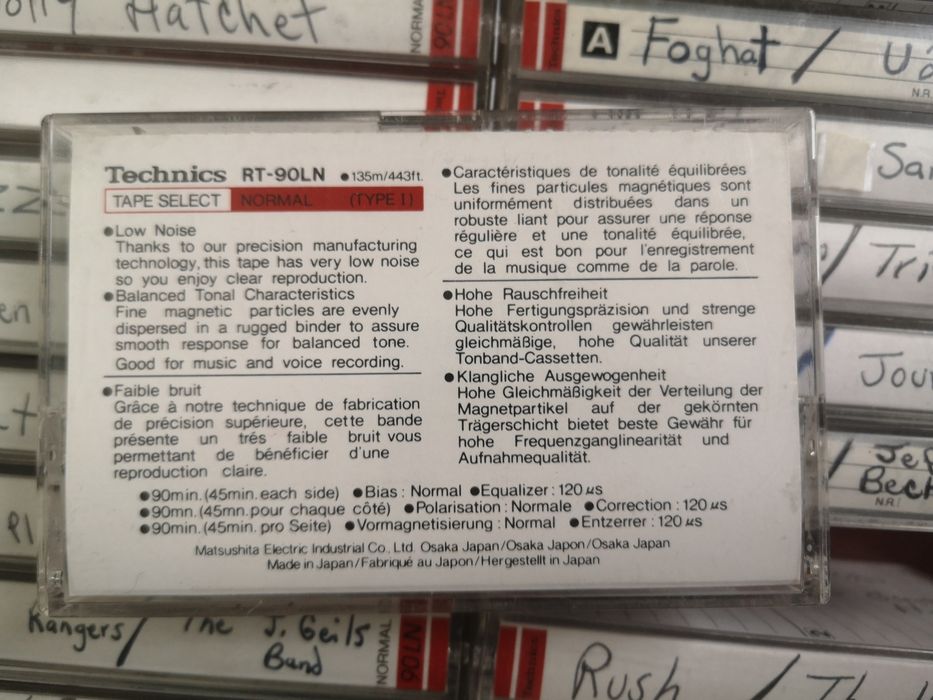 Hatchet
NORMAL
90LN
Technics
A Foghat /
N.R.
Technics RT-90LN ●135m/443ft.
TAPE SELECT NORMAL (TYPE I)
●Low Noise
Thanks to our precision manufacturing
technology, this tape has very low noise
so you enjoy clear reproduction.
●Balanced Tonal Characteristics
Fine magnetic particles are evenly
dispersed in a rugged binder to assure
smooth response for balanced tone.
Good for music and voice recording.
●Faible bruit
Grâce à notre technique de fabrication
de précision supérieure, cette bande
présente un trés faible bruit vous
permettant de bénéficier d'une
reproduction claire.
●Caractéristiques de tonalité équilibrées
Les fines particules magnétiques sont
uniformément distribuées dans un
robuste liant pour assurer une réponse
régulière et une tonalité équilibrée,
ce qui est bon pour l'enregistrement
de la musique comme de la parole.
●Hohe Rauschfreiheit
Hohe Fertigungspräzision und strenge
Qualitätskontrollen gewährleisten
gleichmäßige, hohe Qualität unserer
Tonband-Cassetten.
●Klangliche Ausgewogenheit
Hohe Gleichmäßigkeit der Verteilung der
Magnetpartikel auf der gekörnten
Trägerschicht bietet beste Gewähr für
hohe Frequenzganglinearität und
Aufnahmequalität.
●90min. (45min. each side) ●Bias : Normal ●Equalizer : 120 µs
●90mn. (45mn. pour chaque côté) ●Polarisation : Normale ●Correction : 120 µs
●90min. (45min. pro Seite) ●Vormagnetisierung : Normal ●Entzerrer : 120 µs
Matsushita Electric Industrial Co., Ltd. Osaka Japan/Osaka Japon/Osaka Japan
Made in Japan/Fabriqué au Japon/Hergestellt in Japan
Jeff
Beck
N.R.
Rangers/ The J. Geils
Band
NORMAL
90LN
Technics
Rush /